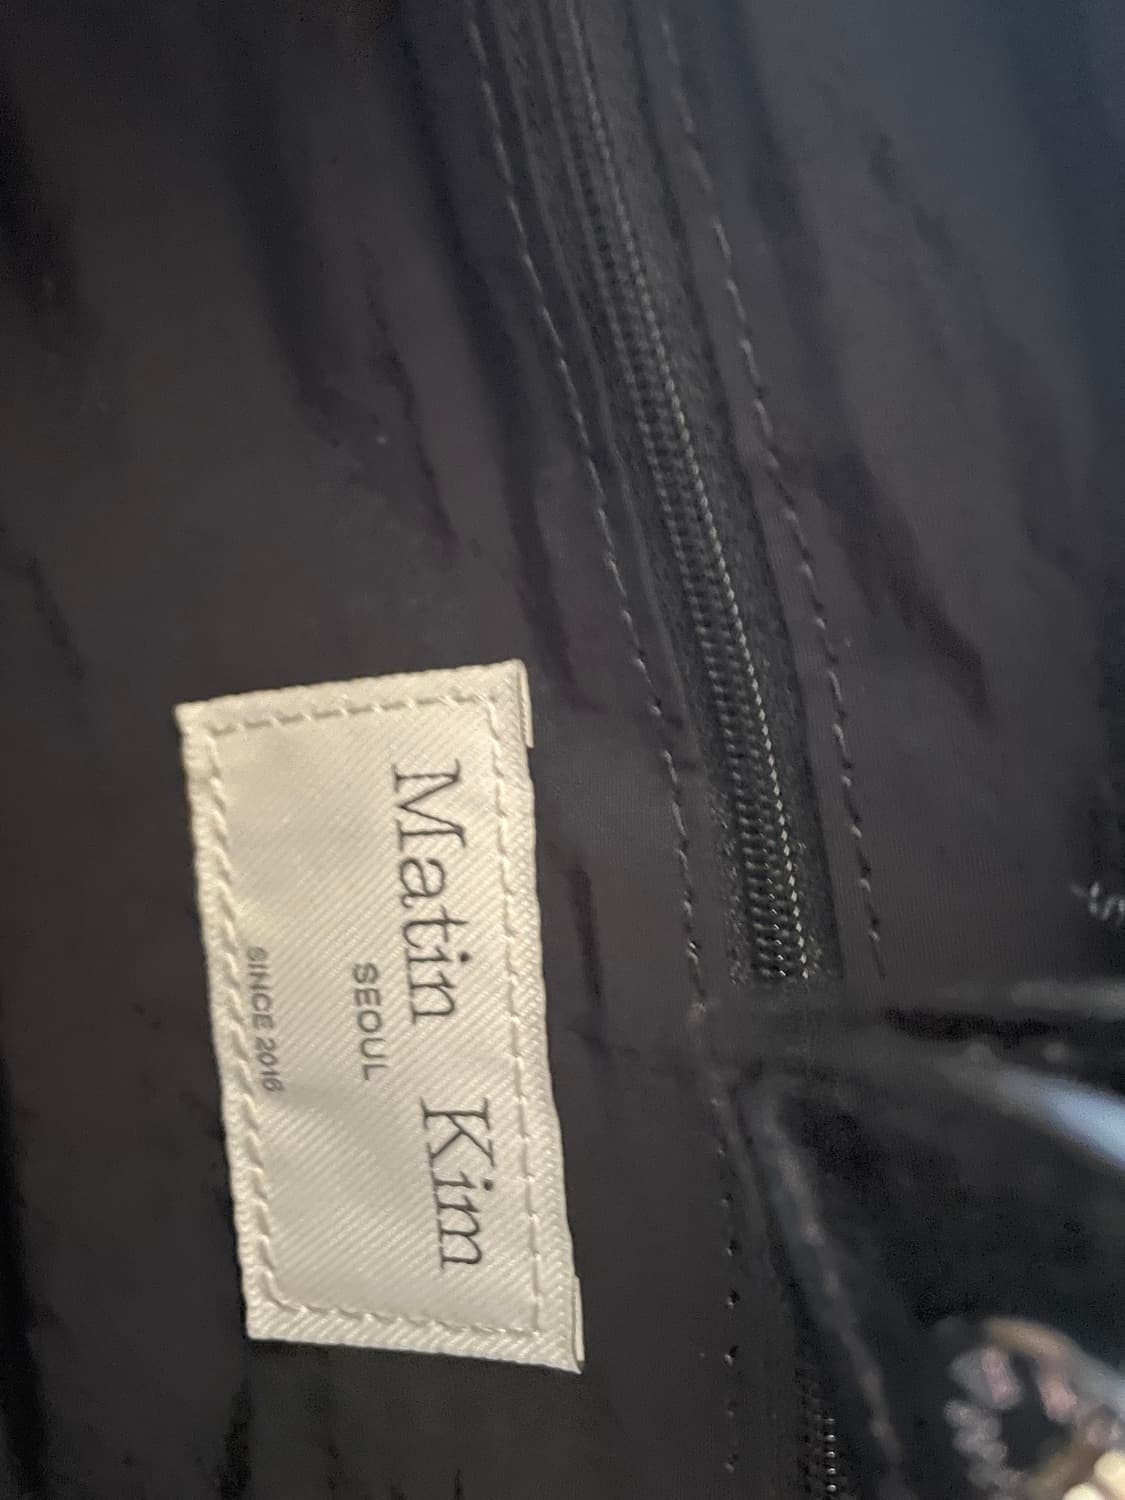 Matin Kim
SEOUL
SINCE 2016